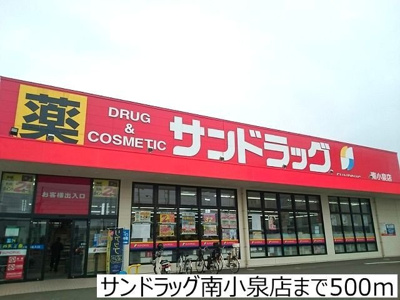 薬
DRUG
&
COSMETIC
サンドラッグ
南小泉店
お客様出入口
サンドラッグ南小泉店まで500m